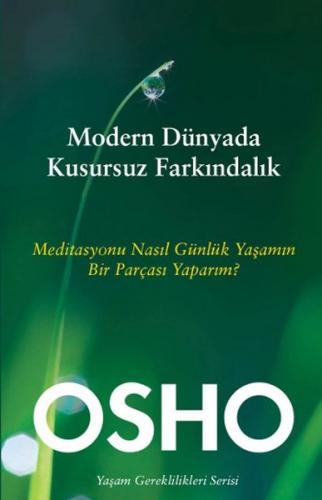 Modern Dünyada
Kusursuz Farkındalık
Meditasyonu Nasıl Günlük Yaşamın
Bir Parçası Yaparım?
OSHO
Yaşam Gereklilikleri Serisi